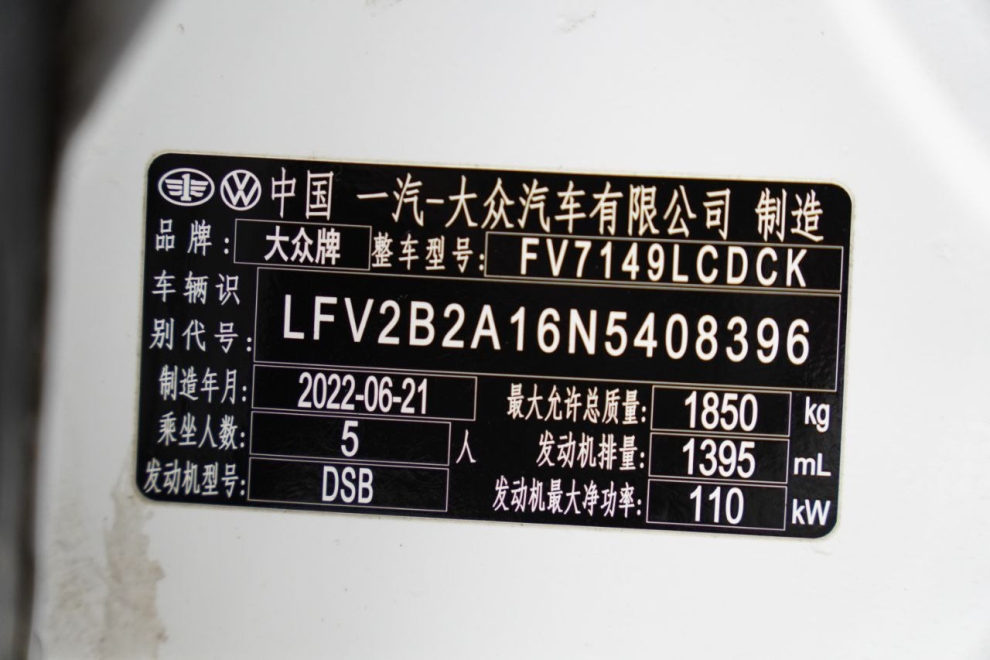 中国 一汽-大众汽车有限公司 制造
品牌: 大众牌 整车型号: FV7149LCDCK
车辆识别代号: LFV2B2A16N5408396
制造年月: 2022-06-21 最大允许总质量: 1850 kg
乘坐人数: 5 人 发动机排量: 1395 mL
发动机型号: DSB 发动机最大净功率: 110 kW